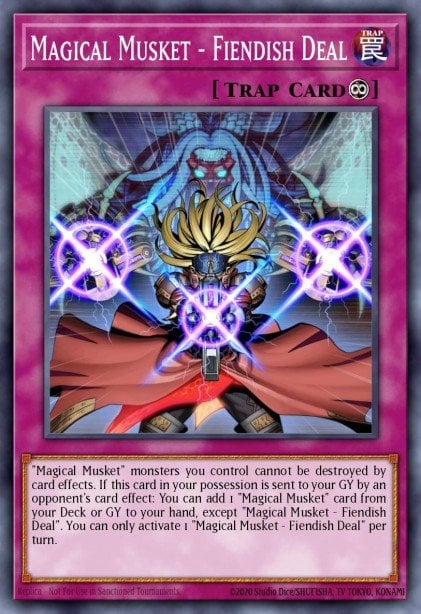 Magical Musket - Fiendish Deal
TRAP
罠
[Trap Card]
"Magical Musket" monsters you control cannot be destroyed by
card effects. If this card in your possession is sent to your GY by an
opponent's card effect: You can add 1 "Magical Musket" card from
your Deck or GY to your hand, except "Magical Musket - Fiendish
Deal". You can only activate 1 "Magical Musket - Fiendish Deal" per
turn.
Replica - Not For Use in Sanctioned Tournaments
©2020 Studio Dice/SHUEISHA, TV TOKYO, KONAMI